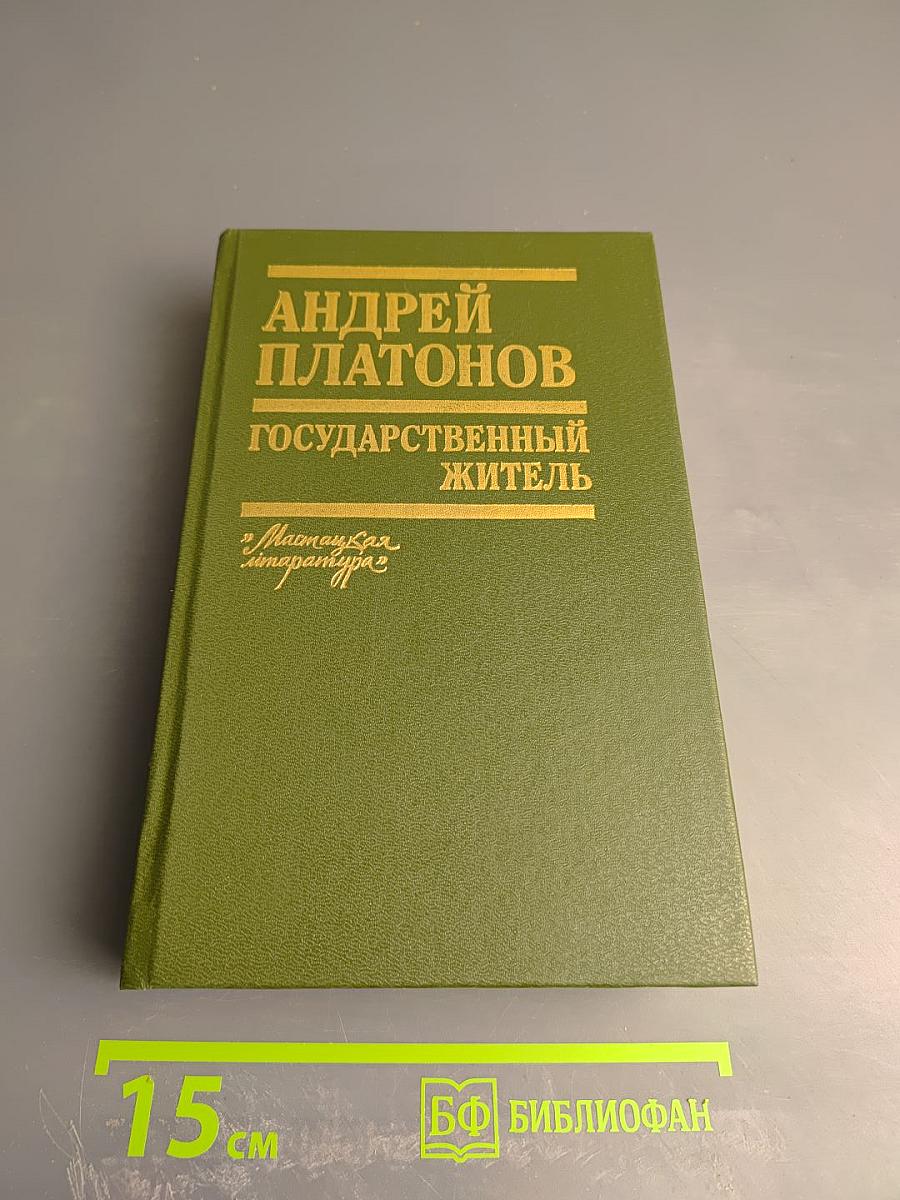 АНДРЕЙ
ПЛАТОНОВ
ГОСУДАРСТВЕННЫЙ
ЖИТЕЛЬ
"Мастацкая
літаратура"
15 см
БФ БИБЛИОФАН